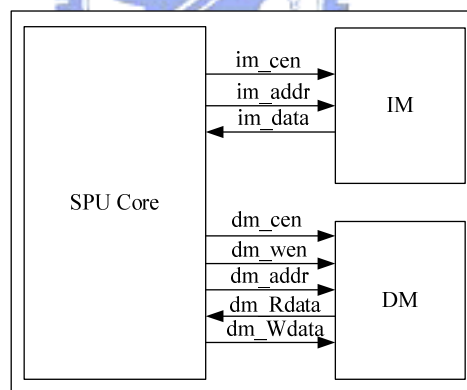 SPU Core
im_cen
im_addr
im_data
IM
dm_cen
dm_wen
dm_addr
dm_Rdata
dm_Wdata
DM